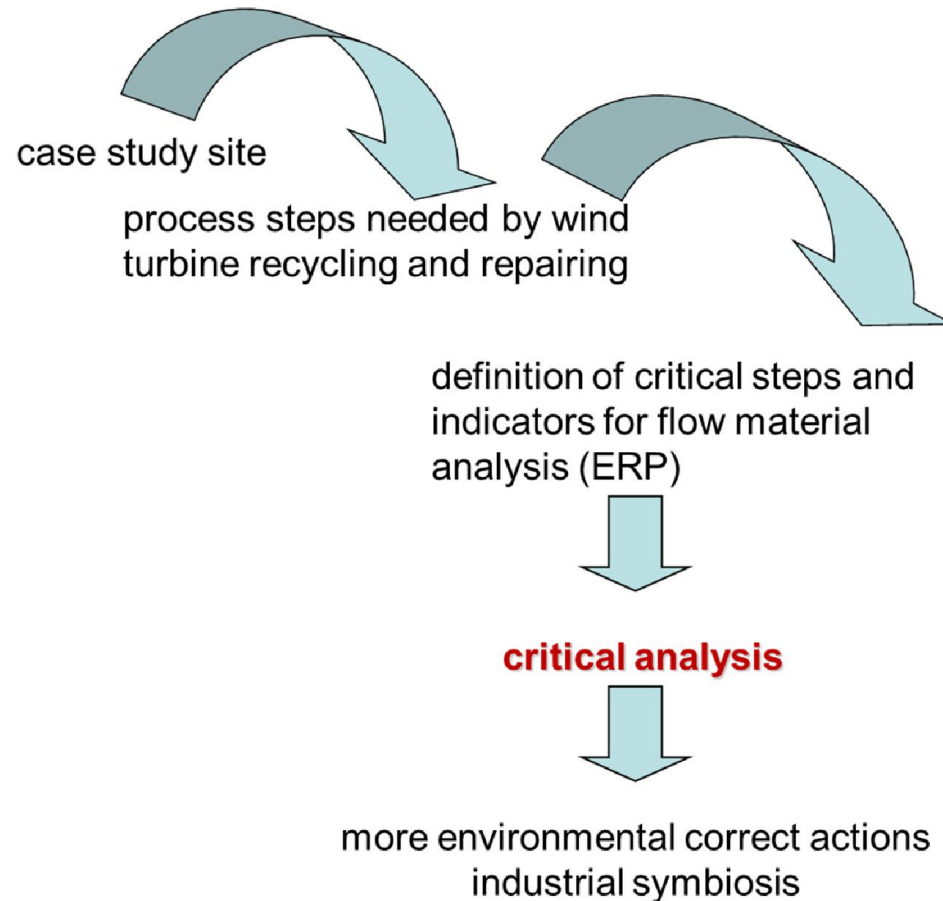 case study site
process steps needed by wind
turbine recycling and repairing
definition of critical steps and
indicators for flow material
analysis (ERP)
critical analysis
more environmental correct actions
industrial symbiosis